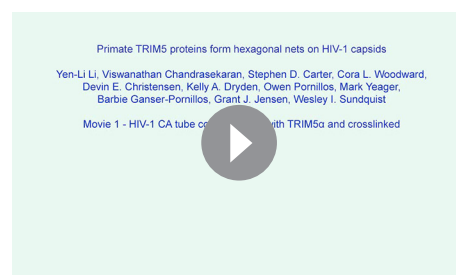 Primate TRIM5 proteins form hexagonal nets on HIV-1 capsids
Yen-Li Li, Viswanathan Chandrasekaran, Stephen D. Carter, Cora L. Woodward,
Devin E. Christensen, Kelly A. Dryden, Owen Pornillos, Mark Yeager,
Barbie Ganser-Pornillos, Grant J. Jensen, Wesley I. Sundquist
Movie 1 - HIV-1 CA tube with TRIM5α and crosslinked